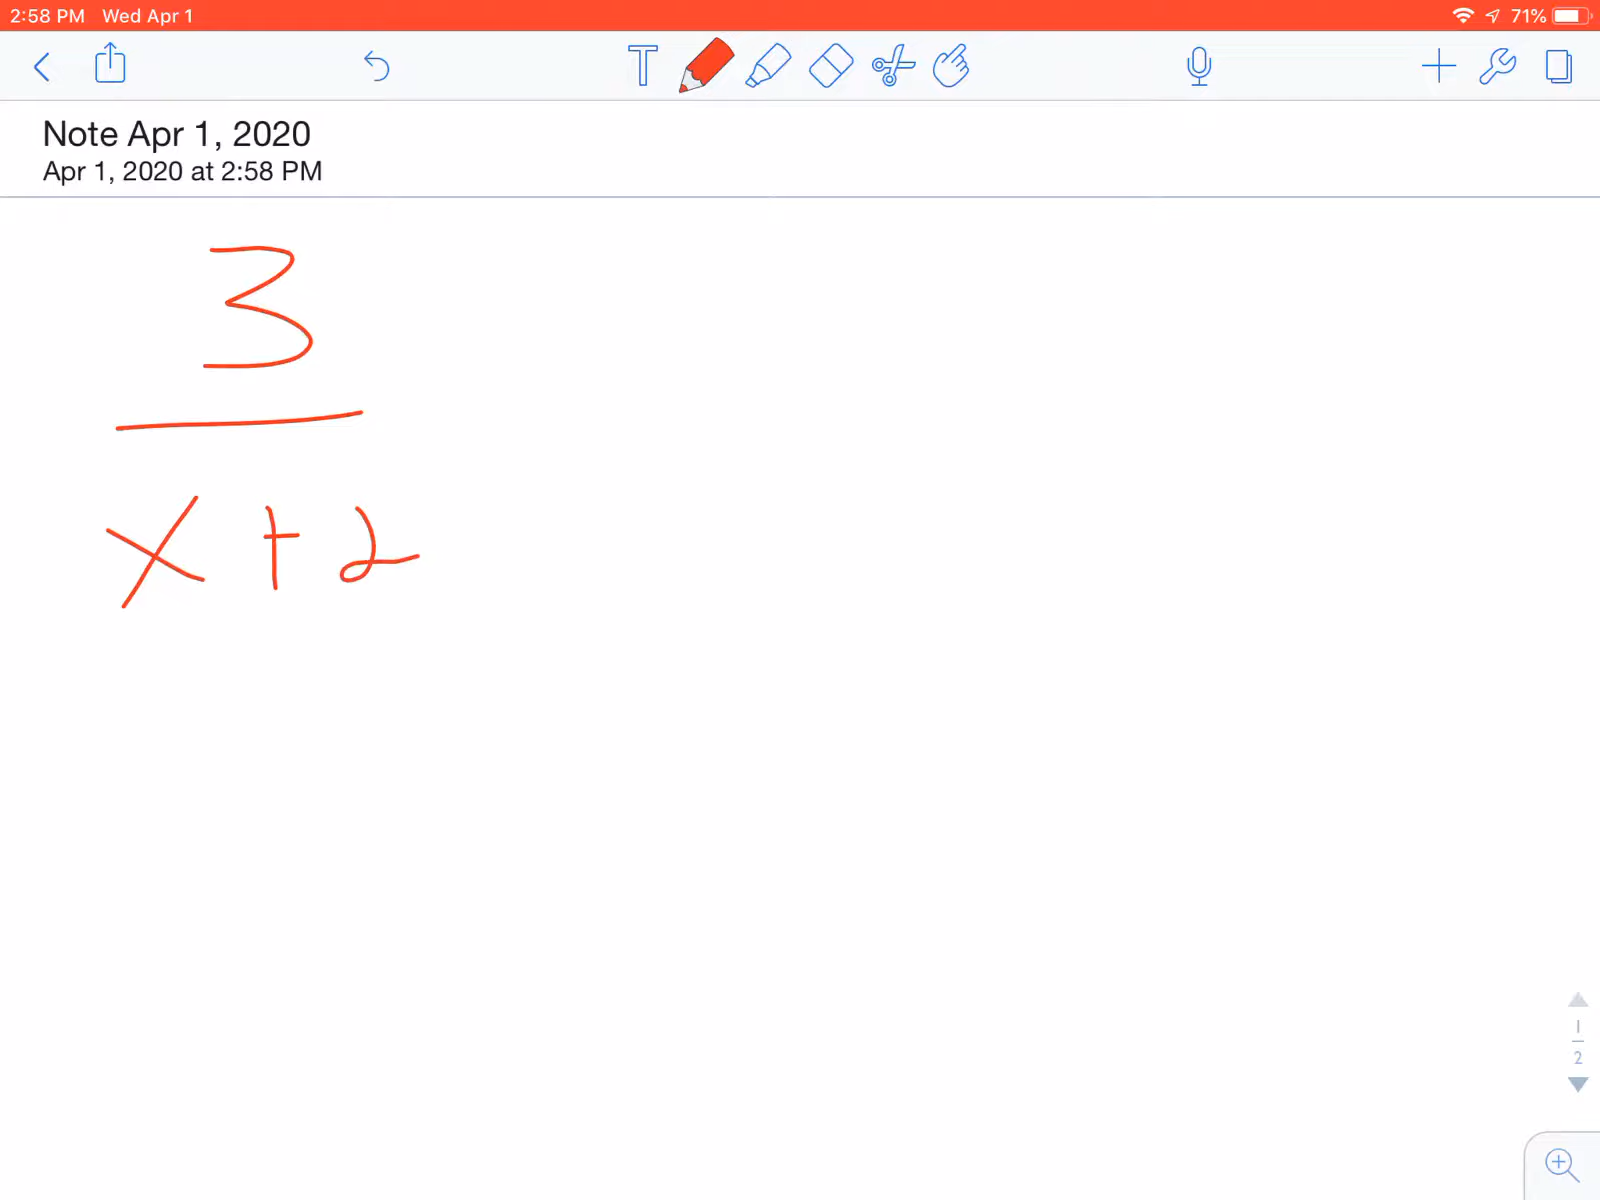 2:58 PM Wed Apr 1 71%
T
Note Apr 1, 2020
Apr 1, 2020 at 2:58 PM
3
x + 2
1
2